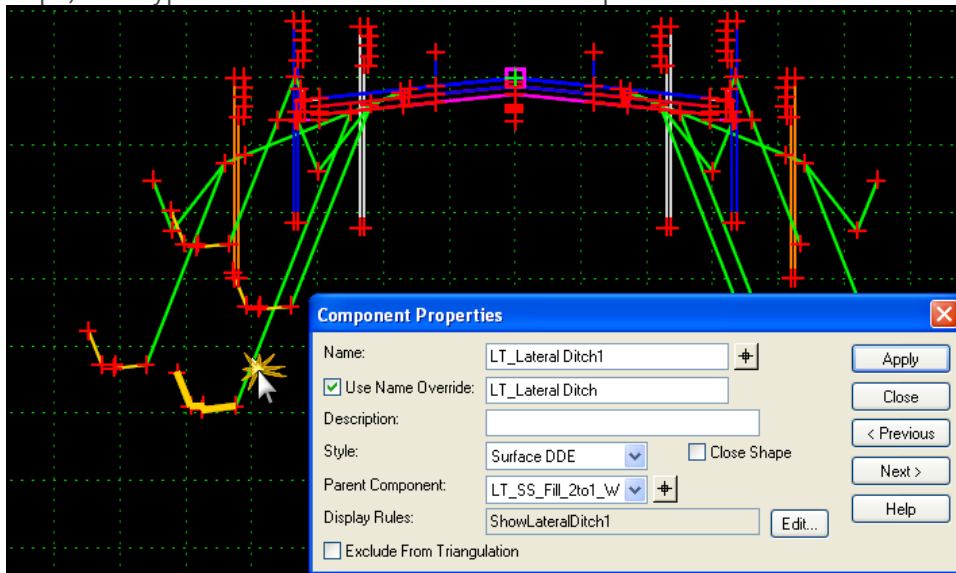 Component Properties
Name: LT_Lateral Ditch1
Use Name Override: LT_Lateral Ditch
Description:
Style: Surface DDE Close Shape
Parent Component: LT_SS_Fill_2to1_W
Display Rules: ShowLateralDitch1 Edit...
Exclude From Triangulation
Apply
Close
< Previous
Next >
Help